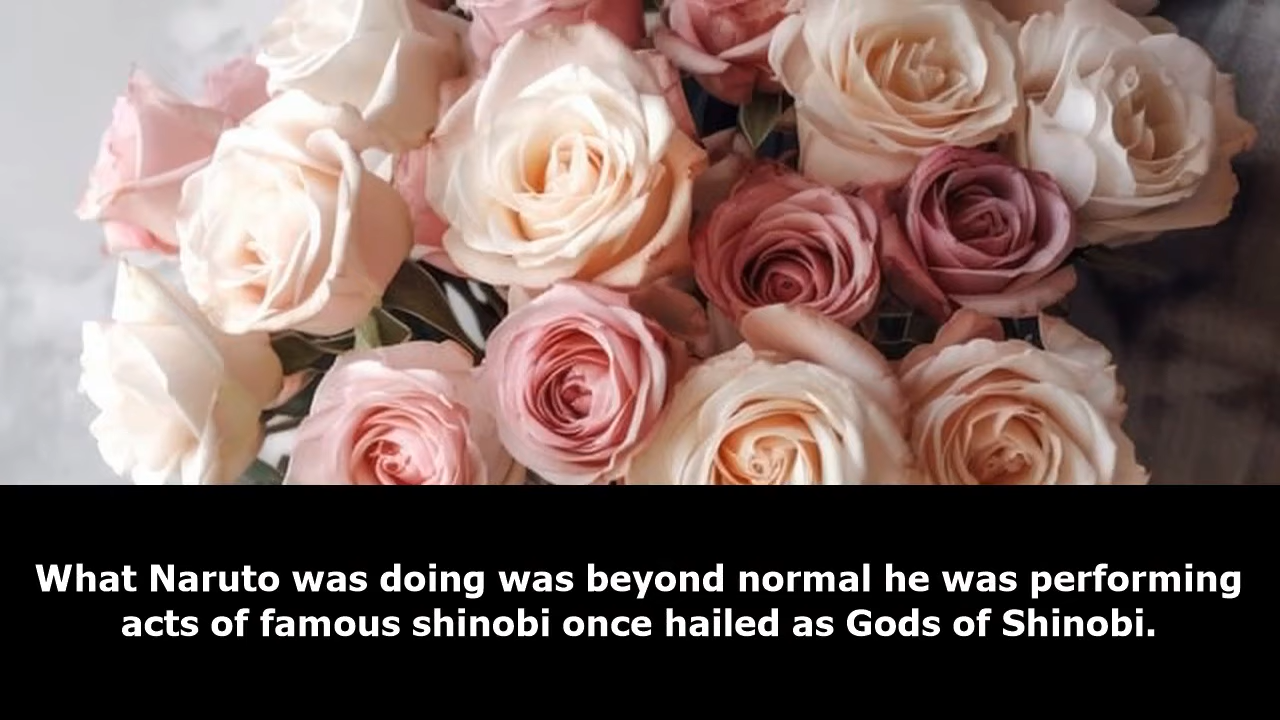 What Naruto was doing was beyond normal he was performing
acts of famous shinobi once hailed as Gods of Shinobi.